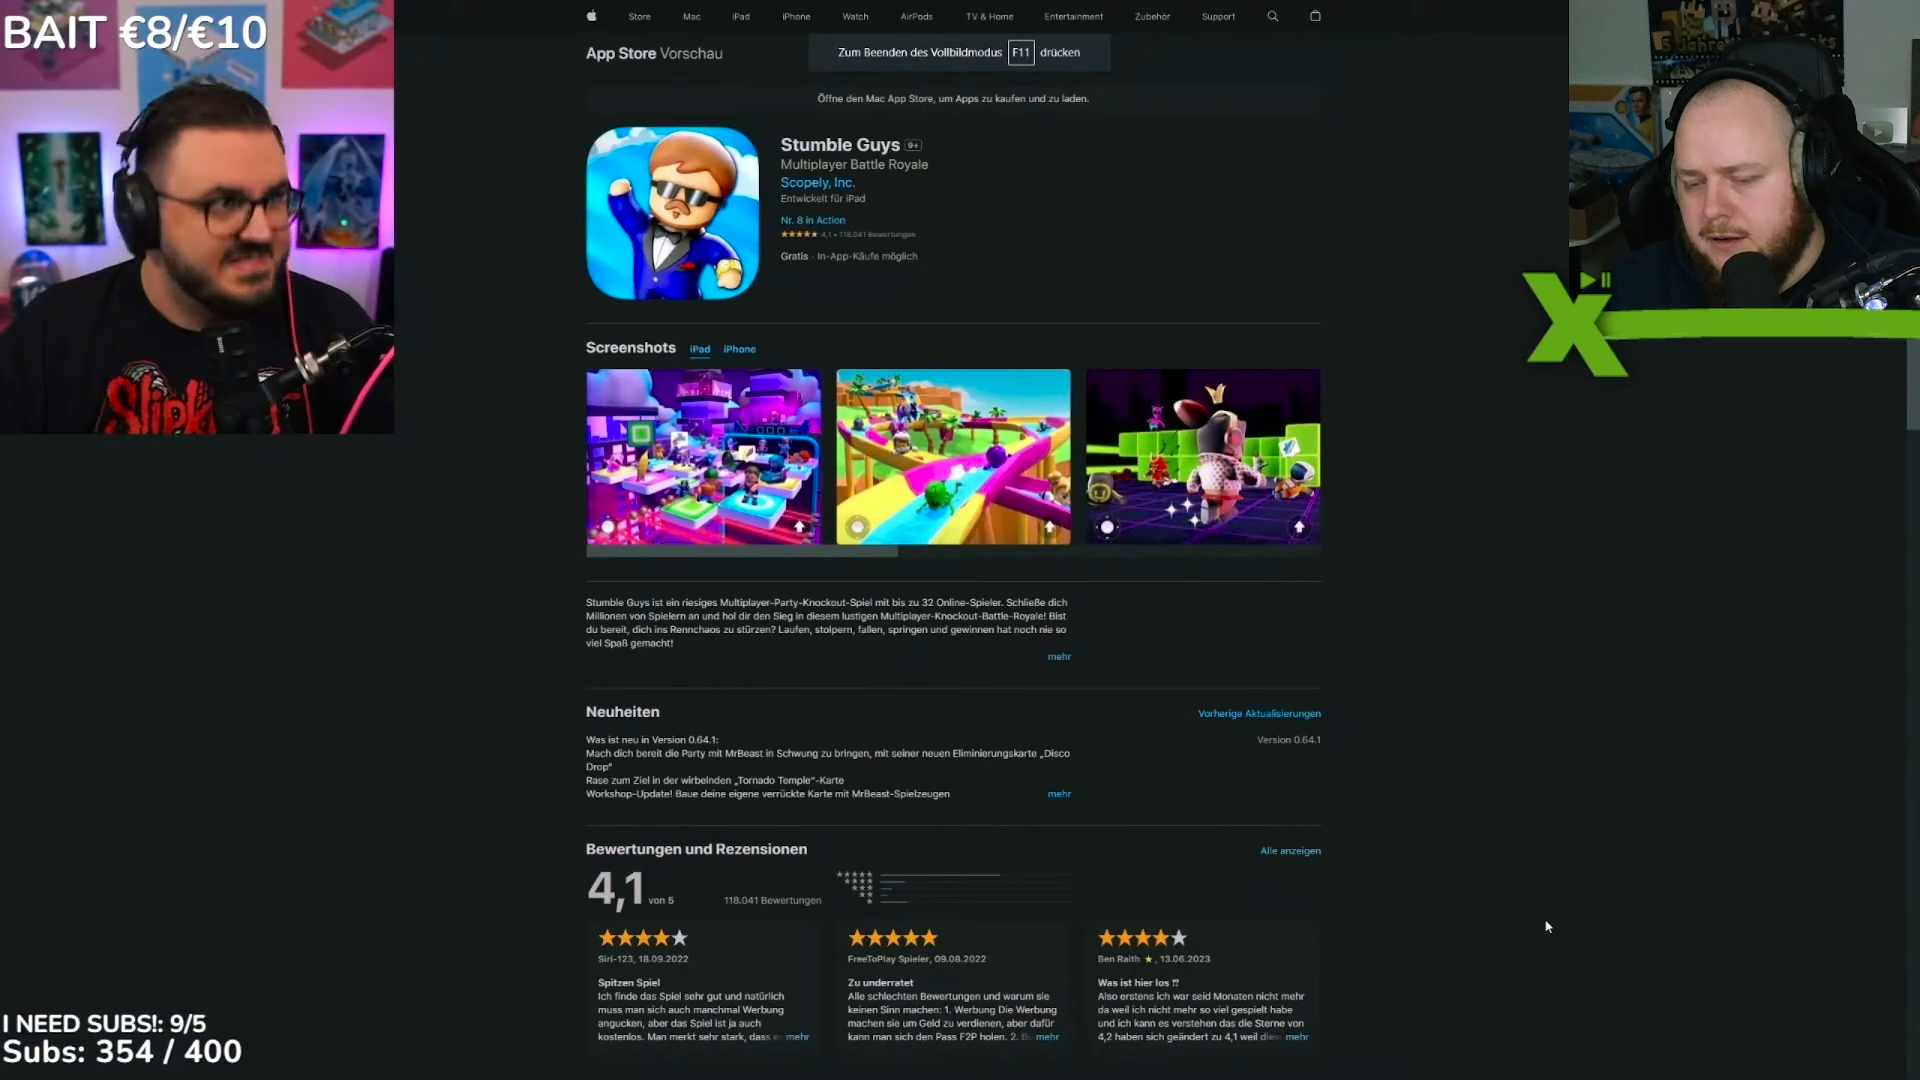 BAIT €8/€10
Store Mac iPad iPhone Watch AirPods TV & Home Entertainment Zubehör Support
App Store Vorschau
Zum Beenden des Vollbildmodus F11 drücken
Öffne den Mac App Store, um Apps zu kaufen und zu laden.
Stumble Guys 9+
Multiplayer Battle Royale
Scopely, Inc.
Entwickelt für iPad
Nr. 8 in Action
4,1 • 118.041 Bewertungen
Gratis · In-App-Käufe möglich
Screenshots iPad iPhone
Stumble Guys ist ein riesiges Multiplayer-Party-Knockout-Spiel mit bis zu 32 Online-Spieler. Schließe dich
Millionen von Spielern an und hol dir den Sieg in diesem lustigen Multiplayer-Knockout-Battle-Royale! Bist
du bereit, dich ins Rennchaos zu stürzen? Laufen, stolpern, fallen, springen und gewinnen hat noch nie so
viel Spaß gemacht!
mehr
Neuheiten
Vorherige Aktualisierungen
Was ist neu in Version 0.64.1:
Version 0.64.1
Mach dich bereit die Party mit MrBeast in Schwung zu bringen, mit seiner neuen Eliminierungskarte „Disco
Drop"
Rase zum Ziel in der wirbelnden „Tornado Temple"-Karte
Workshop-Update! Baue deine eigene verrückte Karte mit MrBeast-Spielzeugen mehr
Bewertungen und Rezensionen
Alle anzeigen
4,1 von 5
118.041 Bewertungen
Siri-123, 18.09.2022
Spitzen Spiel
Ich finde das Spiel sehr gut und natürlich
muss man sich auch manchmal Werbung
angucken, aber das Spiel ist ja auch
kostenlos. Man merkt sehr stark, dass mehr
FreeToPlay Spieler, 09.08.2022
Zu underratet
Alle schlechten Bewertungen und warum sie
keinen Sinn machen: 1. Werbung Die Werbung
machen sie um Geld zu verdienen, aber dafür
kann man sich den Pass F2P holen. 2. mehr
Ben Raith ★, 13.06.2023
Was ist hier los !?
Also erstens ich war seid Monaten nicht mehr
da weil ich nicht mehr so viel gespielt habe
und ich kann es verstehen das die Sterne von
4,2 haben sich geändert zu 4,1 weil mehr
I NEED SUBS!: 9/5
Subs: 354 / 400